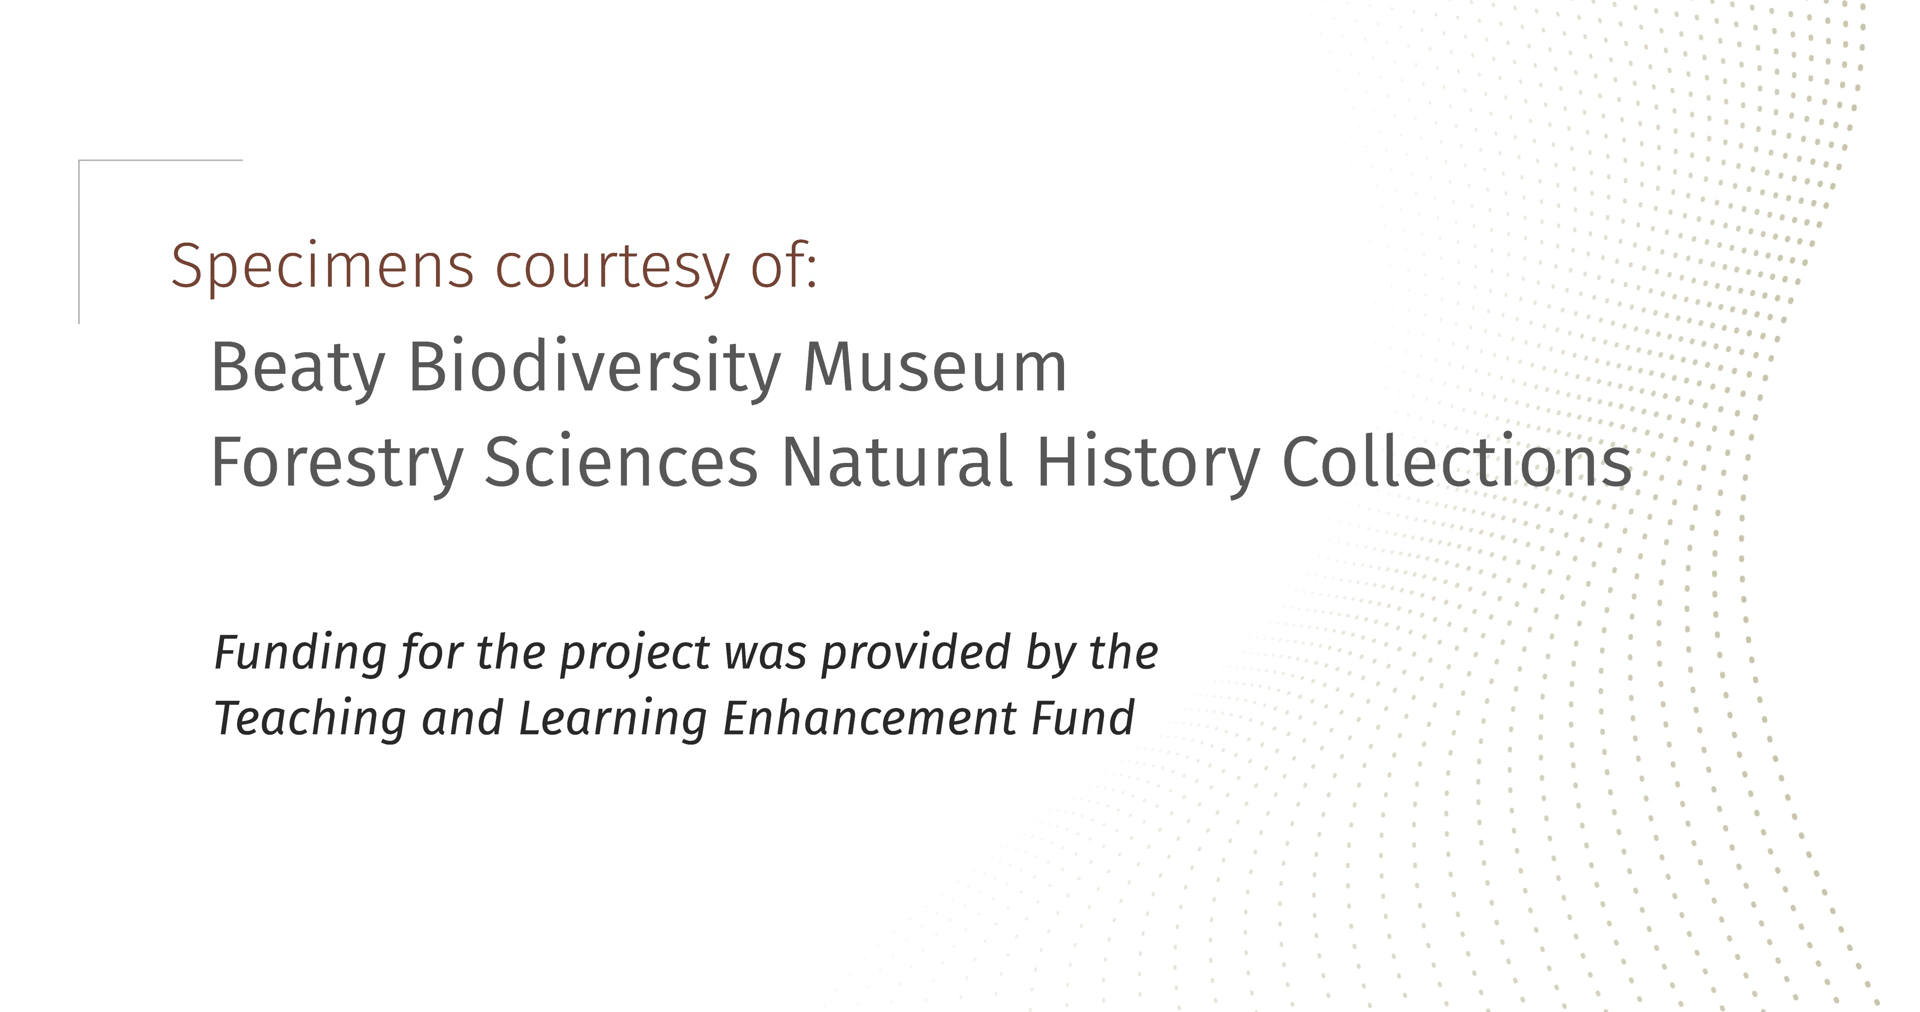 Specimens courtesy of:
Beaty Biodiversity Museum
Forestry Sciences Natural History Collections
Funding for the project was provided by the
Teaching and Learning Enhancement Fund